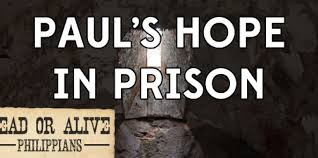 PAUL'S HOPE
IN PRISON
EAD OR ALIVE
PHILIPPIANS